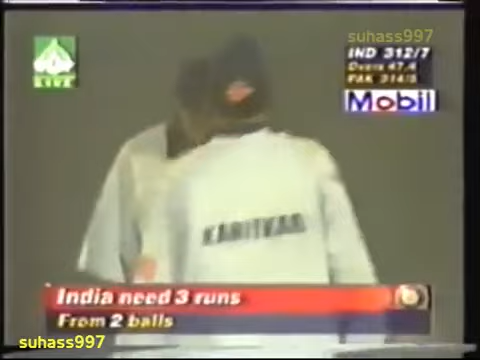 suhass997
IND 312/7
Overs 47.4
PAK 314/5
LIVE
Mobil
KANITKAR
India need 3 runs
From 2 balls
suhass997